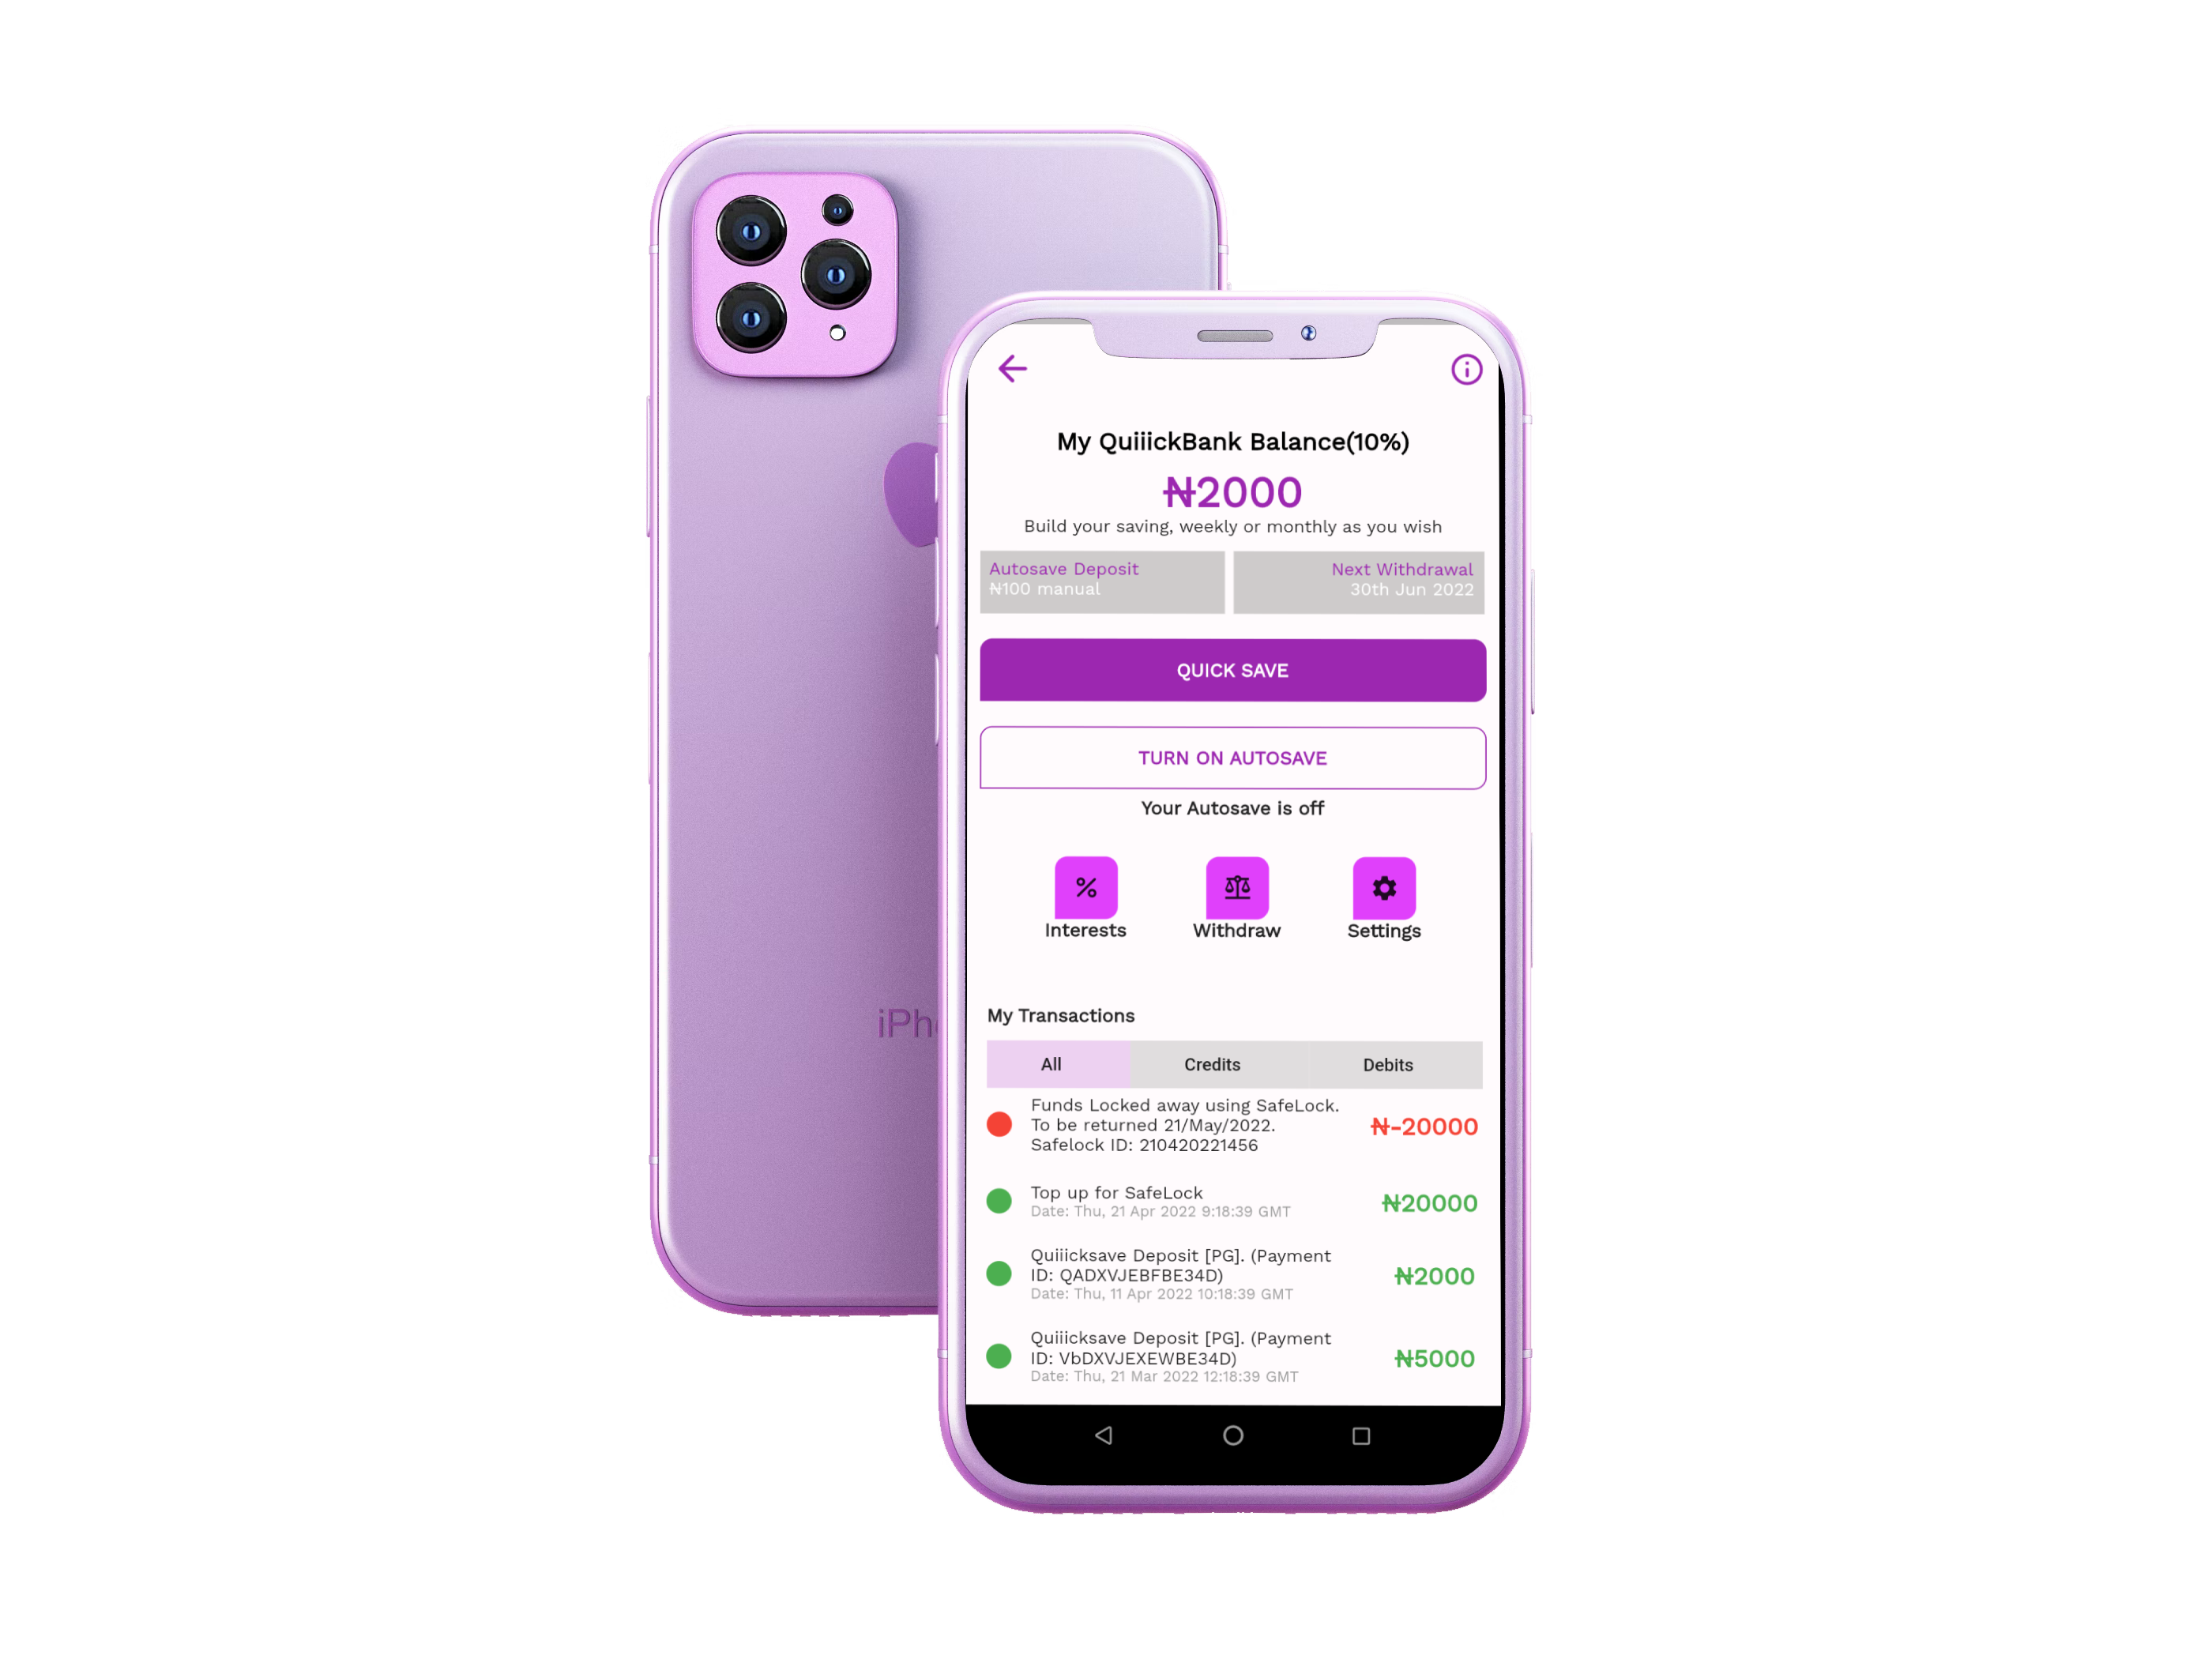 My QuiiickBank Balance(10%)
₦2000
Build your saving, weekly or monthly as you wish
Autosave Deposit
₦100 manual
Next Withdrawal
30th Jun 2022
QUICK SAVE
TURN ON AUTOSAVE
Your Autosave is off
Interests
Withdraw
Settings
iPh
My Transactions
All
Credits
Debits
Funds Locked away using SafeLock.
To be returned 21/May/2022.
Safelock ID: 210420221456
₦-20000
Top up for SafeLock
Date: Thu, 21 Apr 2022 9:18:39 GMT
₦20000
Quiiicksave Deposit [PG]. (Payment
ID: QADXVJEBFBE34D)
Date: Thu, 11 Apr 2022 10:18:39 GMT
₦2000
Quiiicksave Deposit [PG]. (Payment
ID: VbDXVJEXEWBE34D)
Date: Thu, 21 Mar 2022 12:18:39 GMT
₦5000